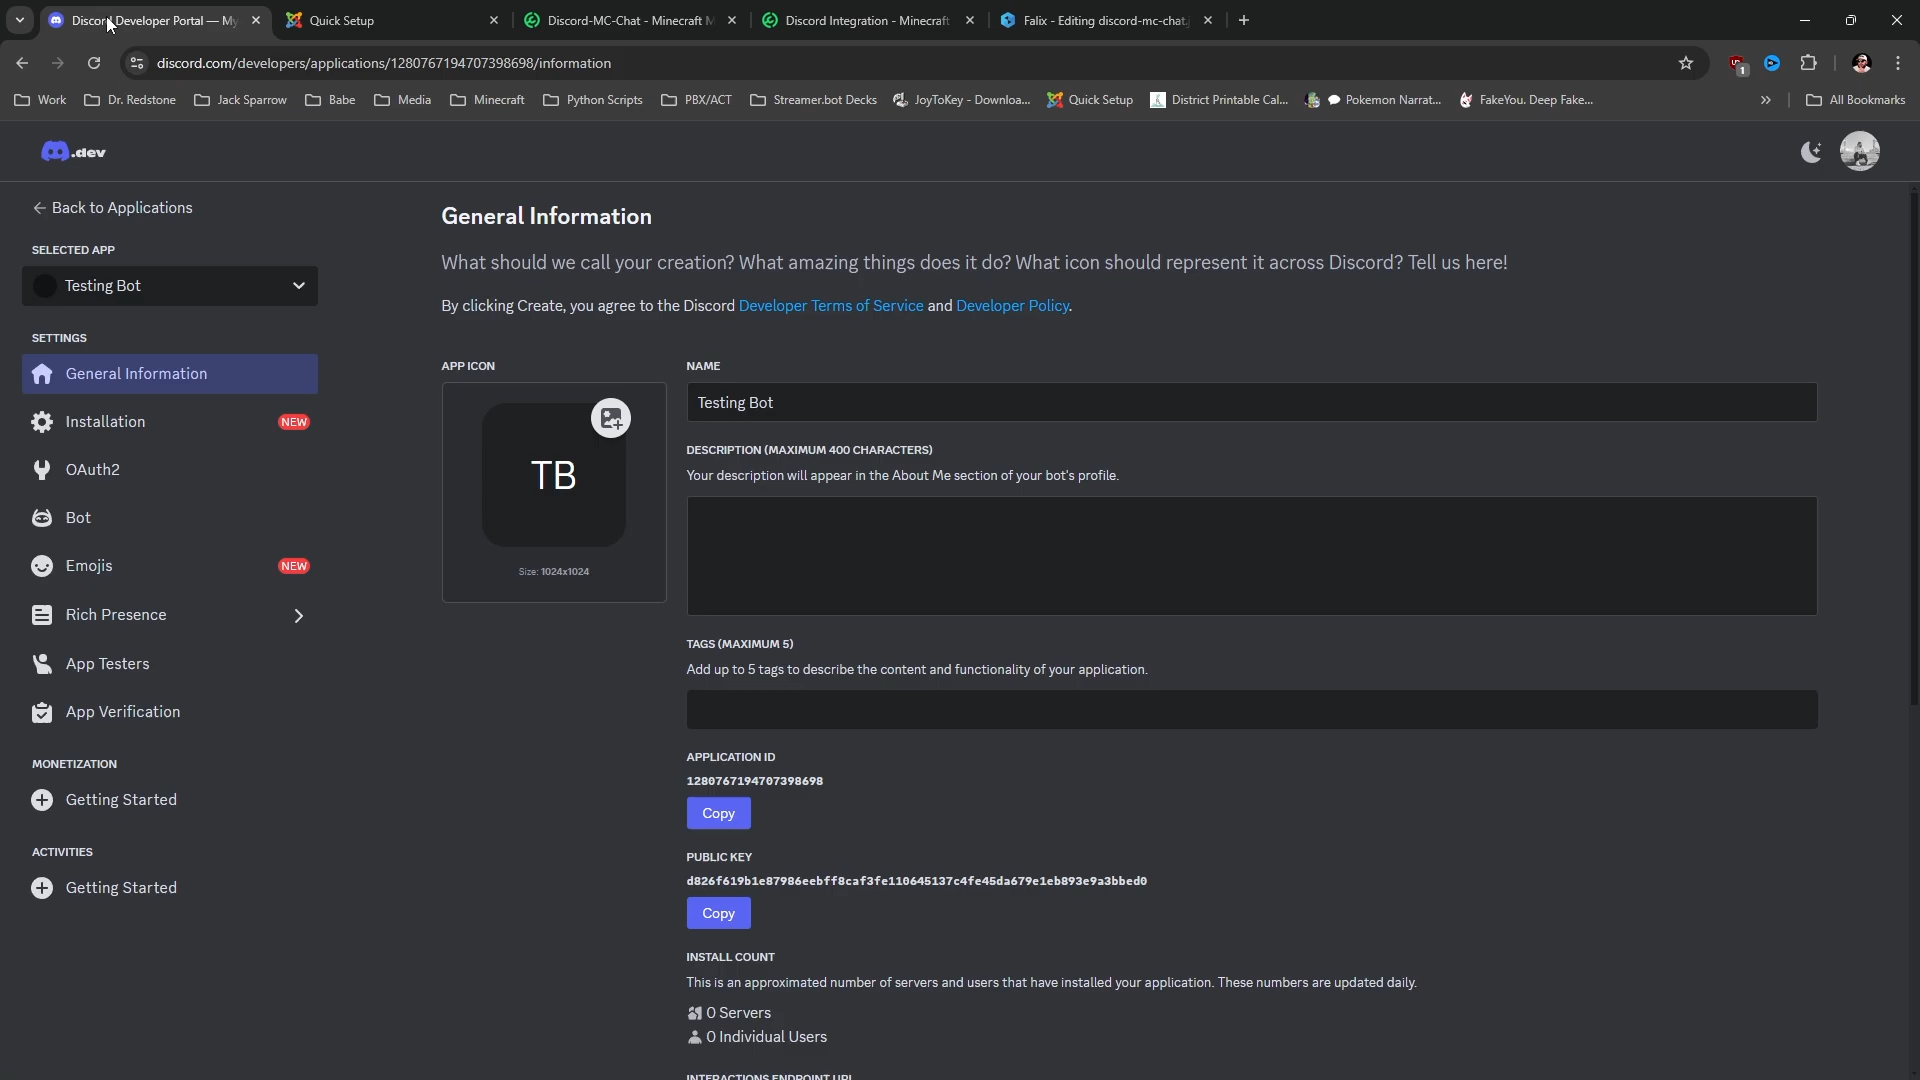 Discord Developer Portal — My
Quick Setup
Discord-MC-Chat - Minecraft M
Discord Integration - Minecraft
Falix - Editing discord-mc-chat.j
discord.com/developers/applications/1280767194707398698/information
1
Work
Dr. Redstone
Jack Sparrow
Babe
Media
Minecraft
Python Scripts
PBX/ACT
Streamer.bot Decks
JoyToKey - Downloa...
Quick Setup
District Printable Cal...
Pokemon Narrat...
FakeYou. Deep Fake...
All Bookmarks
.dev
Back to Applications
SELECTED APP
Testing Bot
SETTINGS
General Information
Installation
NEW
OAuth2
Bot
Emojis
NEW
Rich Presence
App Testers
App Verification
MONETIZATION
Getting Started
ACTIVITIES
Getting Started
General Information
What should we call your creation? What amazing things does it do? What icon should represent it across Discord? Tell us here!
By clicking Create, you agree to the Discord Developer Terms of Service and Developer Policy.
APP ICON
TB
Size: 1024x1024
NAME
Testing Bot
DESCRIPTION (MAXIMUM 400 CHARACTERS)
Your description will appear in the About Me section of your bot's profile.
TAGS (MAXIMUM 5)
Add up to 5 tags to describe the content and functionality of your application.
APPLICATION ID
1280767194707398698
Copy
PUBLIC KEY
d826f619b1e87986eebff8caf3fe110645137c4fe45da679e1eb893e9a3bbed0
Copy
INSTALL COUNT
This is an approximated number of servers and users that have installed your application. These numbers are updated daily.
0 Servers
0 Individual Users
INTERACTIONS ENDPOINT URL